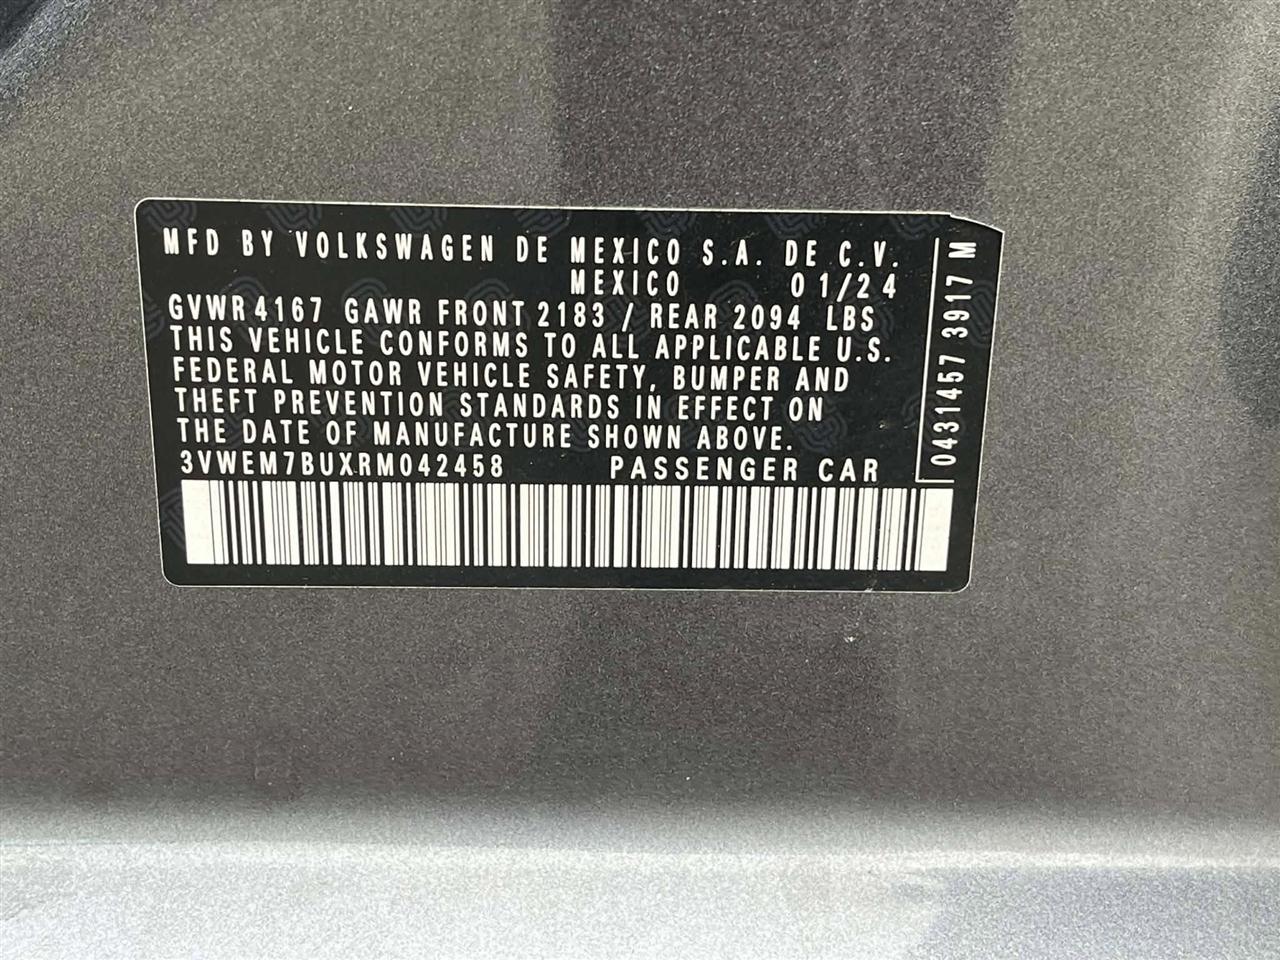 MFD BY VOLKSWAGEN DE MEXICO S.A. DE C.V.
MEXICO 01/24
GVWR 4167 GAWR FRONT 2183 / REAR 2094 LBS
THIS VEHICLE CONFORMS TO ALL APPLICABLE U.S.
FEDERAL MOTOR VEHICLE SAFETY, BUMPER AND
THEFT PREVENTION STANDARDS IN EFFECT ON
THE DATE OF MANUFACTURE SHOWN ABOVE.
3VWEM7BUXRM042458 PASSENGER CAR
0431457 3917 M